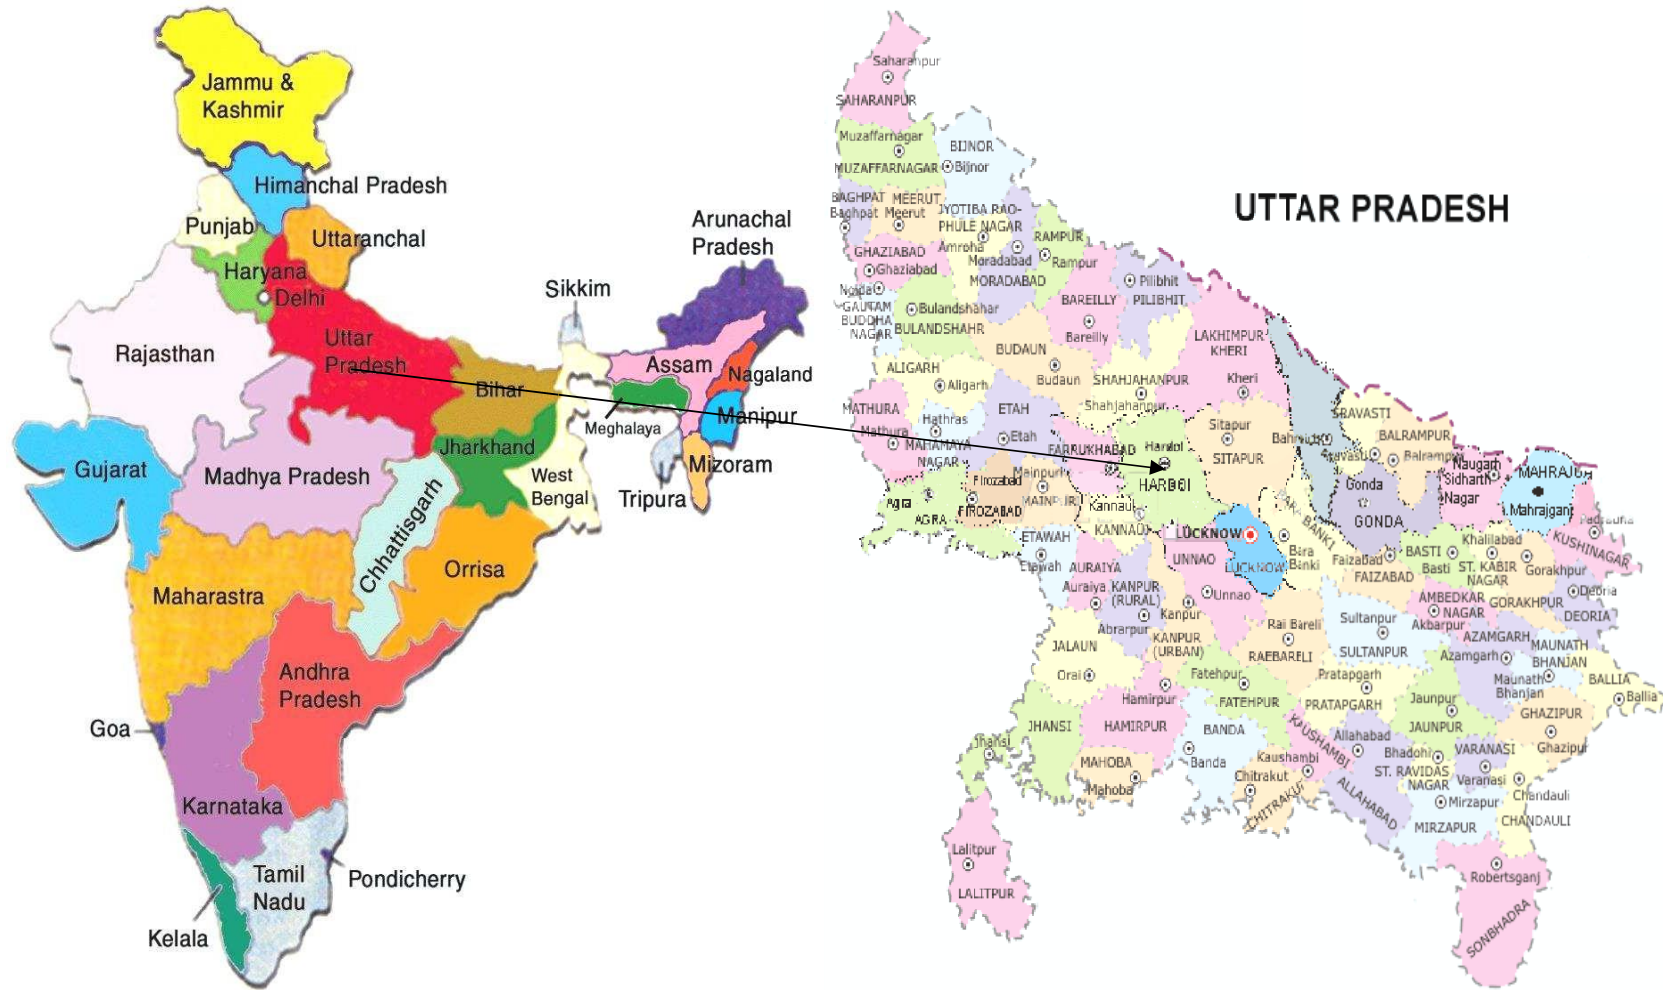 Jammu &
Kashmir
Himanchal Pradesh
Punjab
Uttaranchal
Haryana
Delhi
Rajasthan
Uttar
Pradesh
Bihar
Sikkim
Arunachal
Pradesh
Assam
Nagaland
Manipur
Meghalaya
Mizoram
Tripura
West
Bengal
Jharkhand
Gujarat
Madhya Pradesh
Chhattisgarh
Orrisa
Maharastra
Andhra
Pradesh
Goa
Karnataka
Tamil
Nadu
Pondicherry
Kelala
UTTAR PRADESH
Saharanpur
SAHARANPUR
Muzaffarnagar
MUZAFFARNAGAR
BIJNOR
Bijnor
BAGHPAT
Baghpat
MEERUT
Meerut
JYOTIBA RAO-
PHULE NAGAR
Amroha
Moradabad
MORADABAD
RAMPUR
Rampur
GHAZIABAD
Ghaziabad
Noida
GAUTAM
BUDDHA
NAGAR
Bulandshahar
BULANDSHAHR
BAREILLY
Bareilly
Pilibhit
PILIBHIT
LAKHIMPUR
KHERI
Kheri
BUDAUN
Budaun
SHAHJAHANPUR
Shahjahanpur
ALIGARH
Aligarh
MATHURA
Mathura
Hathras
MAHAMAYA
NAGAR
ETAH
Etah
FARRUKHABAD
Hardoi
HARDOI
Sitapur
SITAPUR
SRAVASTI
BALRAMPUR
Balrampur
Gonda
GONDA
Naugarh
Sidharth
Nagar
MAHRAJGH
Mahrajganj
Agra
AGRA
Firozabad
FIROZABAD
Mainpuri
MAINPURI
Kannauj
KANNAUJ
ETAWAH
Etawah
AURAIYA
Auraiya
KANPUR
(RURAL)
Abrarpur
LUCKNOW
LUCKNOW
UNNAO
Unnao
Kanpur
KANPUR
(URBAN)
BARA BANKI
Bara
Banki
Faizabad
FAIZABAD
BASTI
Basti
Khalilabad
ST. KABIR
NAGAR
Gorakhpur
GORAKHPUR
KUSHINAGAR
Deoria
DEORIA
AMBEDKAR
NAGAR
Akbarpur
Sultanpur
SULTANPUR
Rai Bareli
RAEBARELI
AZAMGARH
Azamgarh
MAUNATH
BHANJAN
Maunath
Bhanjan
BALLIA
Ballia
JALAUN
Orai
Hamirpur
HAMIRPUR
Fatehpur
FATEHPUR
Pratapgarh
PRATAPGARH
Jaunpur
JAUNPUR
GHAZIPUR
Ghazipur
JHANSI
Jhansi
MAHOBA
Mahoba
BANDA
Banda
KAUSHAMBI
Kaushambi
Chitrakut
CHITRAKUT
Allahabad
ALLAHABAD
Bhadohi
ST. RAVIDAS
NAGAR
VARANASI
Varanasi
Mirzapur
MIRZAPUR
Chandauli
CHANDAULI
Lalitpur
LALITPUR
Robertsganj
SONBHADRA